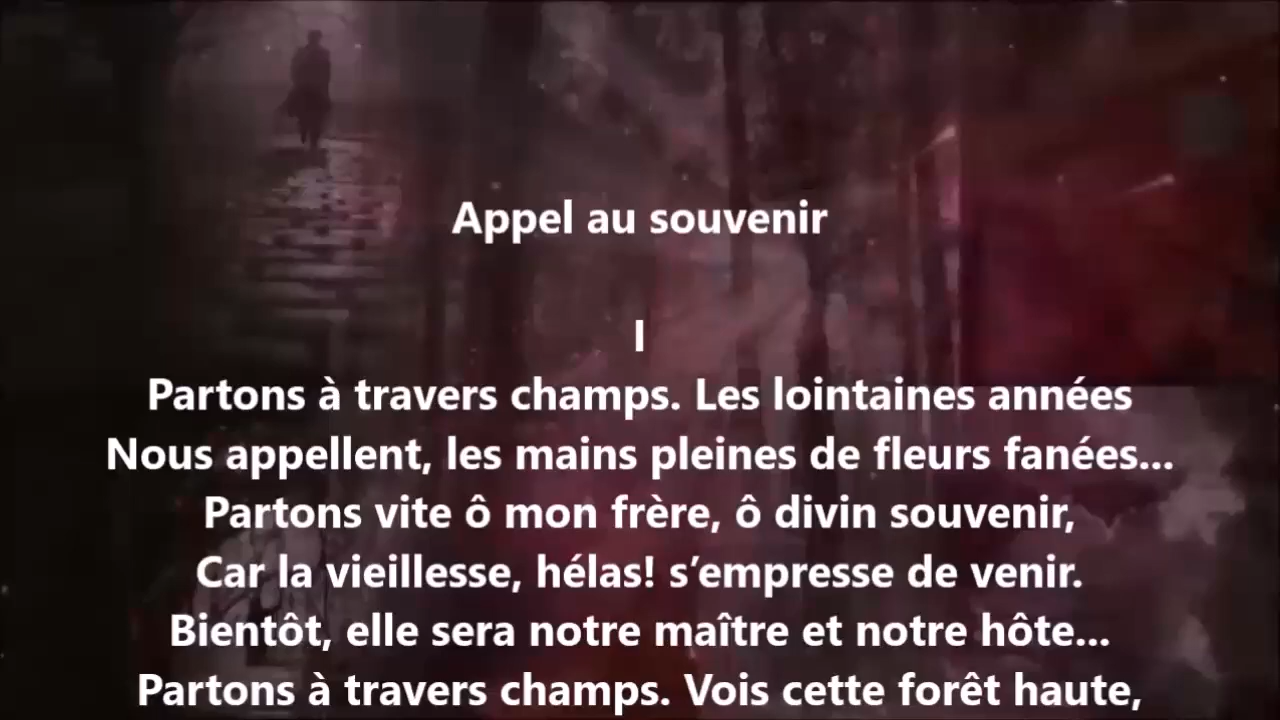 Appel au souvenir
I
Partons à travers champs. Les lointaines années
Nous appellent, les mains pleines de fleurs fanées...
Partons vite ô mon frère, ô divin souvenir,
Car la vieillesse, hélas! s’empresse de venir.
Bientôt, elle sera notre maître et notre hôte...
Partons à travers champs. Vois cette forêt haute,